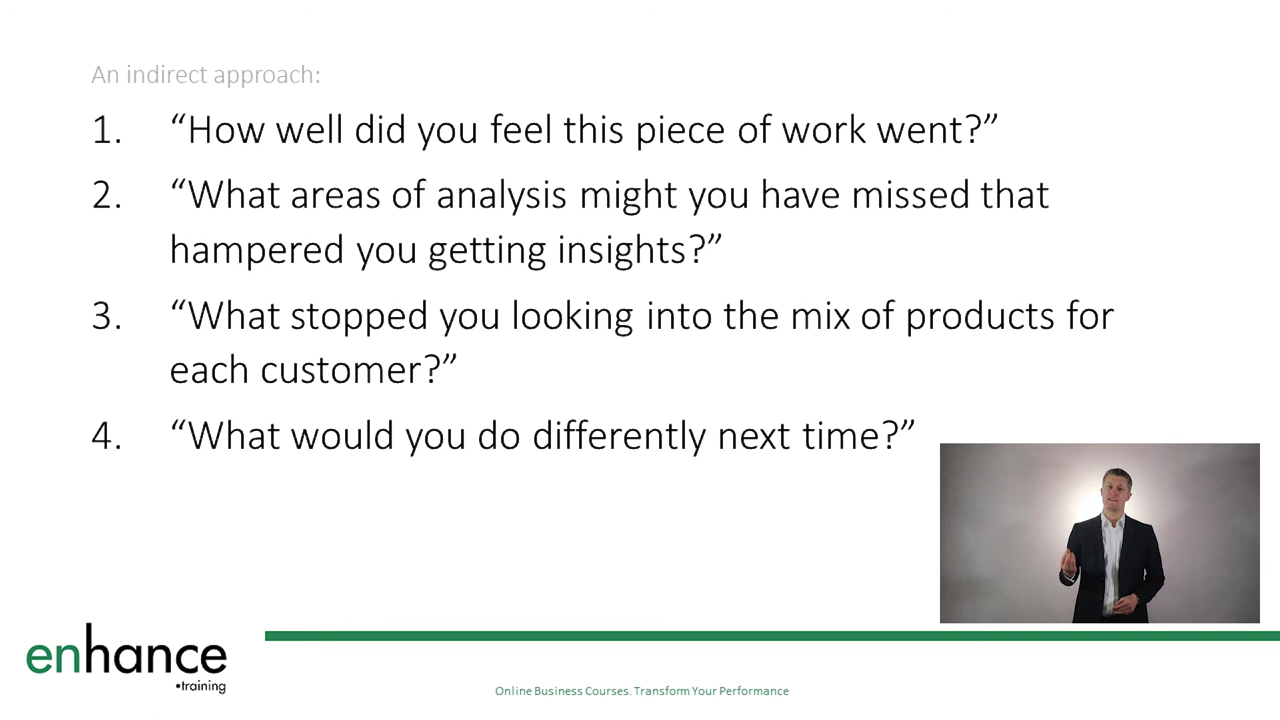 An indirect approach:
1. “How well did you feel this piece of work went?”
2. “What areas of analysis might you have missed that
hampered you getting insights?”
3. “What stopped you looking into the mix of products for
each customer?”
4. “What would you do differently next time?”
enhance
•training
Online Business Courses. Transform Your Performance